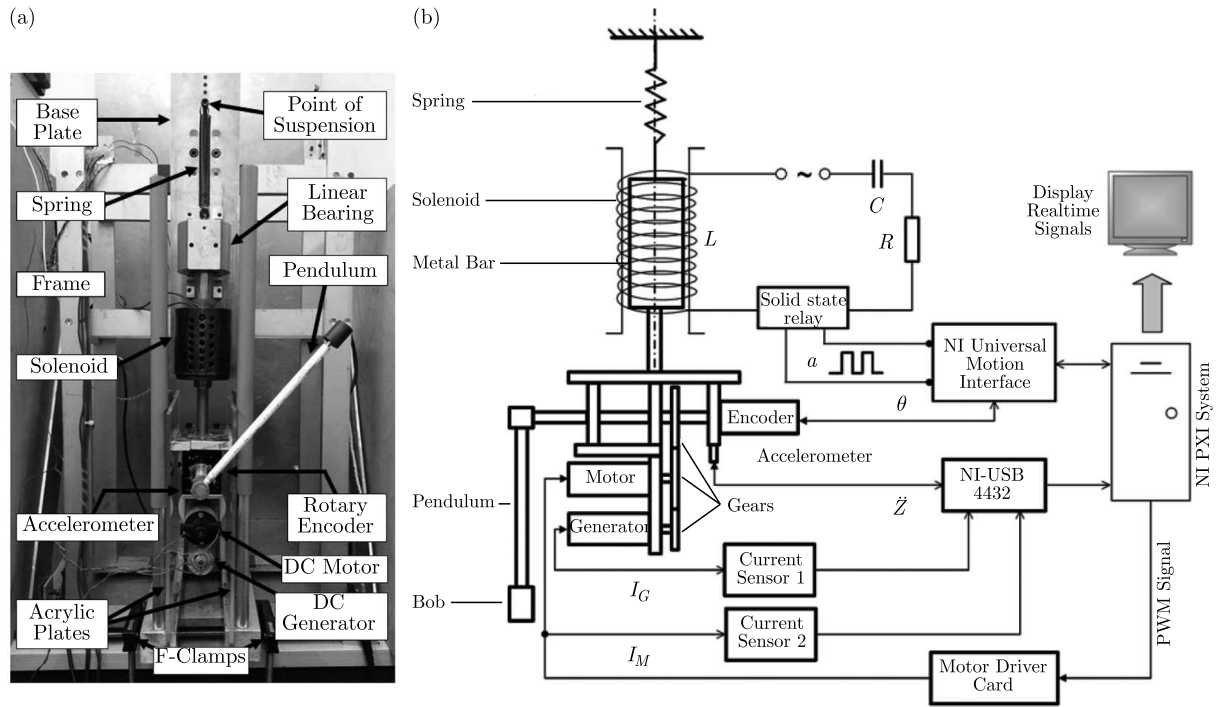 (a)
Base
Plate
Point of
Suspension
Spring
Linear
Bearing
Pendulum
Frame
Solenoid
Accelerometer
Rotary
Encoder
DC Motor
Acrylic
Plates
DC
Generator
F-Clamps
(b)
Spring
Solenoid
Metal Bar
L
~
C
R
Solid state
relay
a
Display
Realtime
Signals
NI Universal
Motion
Interface
NI PXI System
Encoder
θ
Accelerometer
Motor
Generator
Gears
Pendulum
Z̈
NI-USB
4432
Current
Sensor 1
I_G
Bob
Current
Sensor 2
I_M
PWM Signal
Motor Driver
Card